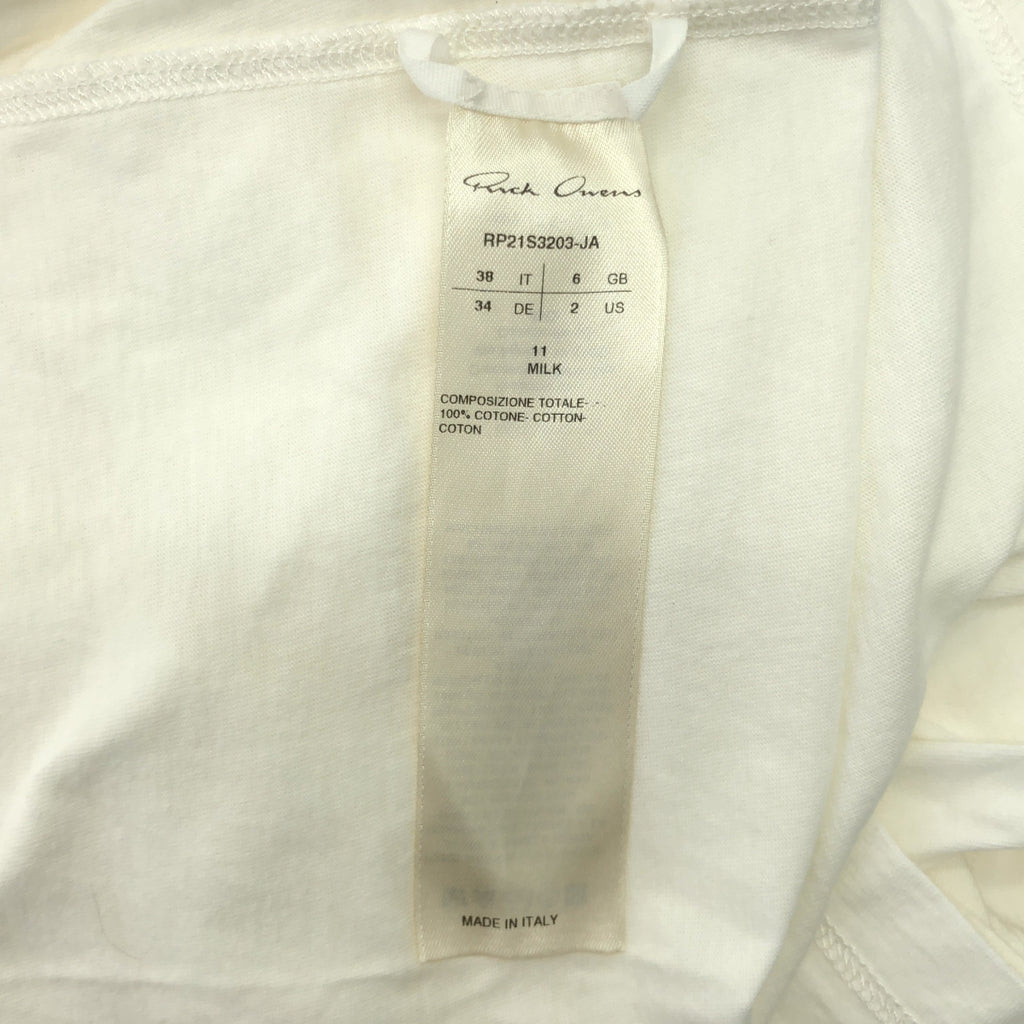 Rick Owens
RP21S3203-JA
38 IT 6 GB
34 DE 2 US
11
MILK
COMPOSIZIONE TOTALE- -.
100% COTONE- COTTON-
COTON
MADE IN ITALY